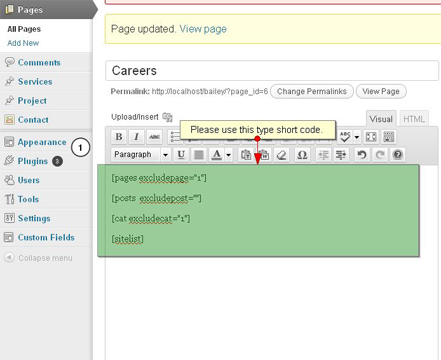 Pages
All Pages
Add New
Comments
Services
Project
Contact
Appearance
Plugins 3
Users
Tools
Settings
Custom Fields
Collapse menu
1
Page updated. View page
Careers
Permalink: http://localhost/bailey/?page_id=6 Change Permalinks View Page
Upload/Insert
Visual HTML
Please use this type short code.
B I ABC ABC
Paragraph U A T W Ω ?
[pages excludepage="1"]
[posts excludepost=""]
[cat excludecat="1"]
[sitelist]